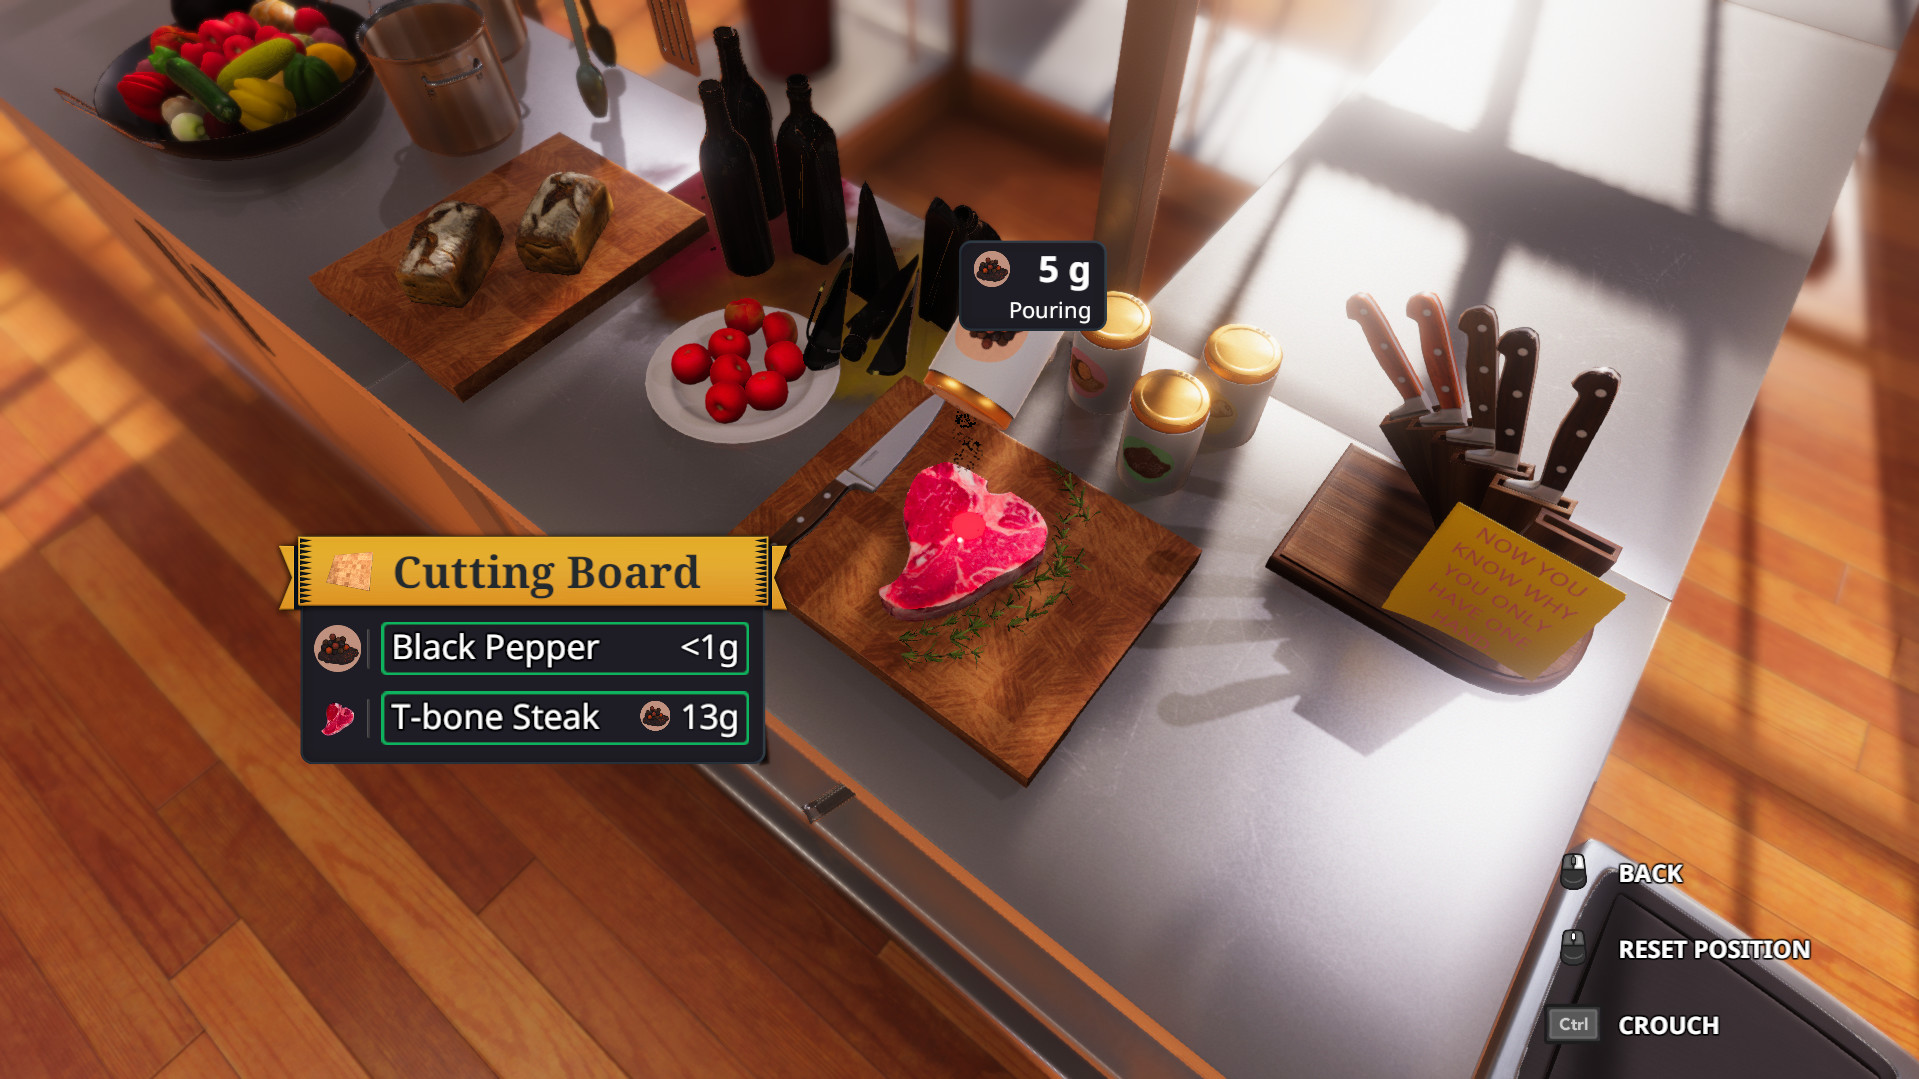 5 g
Pouring
Cutting Board
Black Pepper <1g
T-bone Steak 13g
NOW YOU
KNOW WHY
YOU ONLY
HAVE ONE
HAND
BACK
RESET POSITION
Ctrl CROUCH